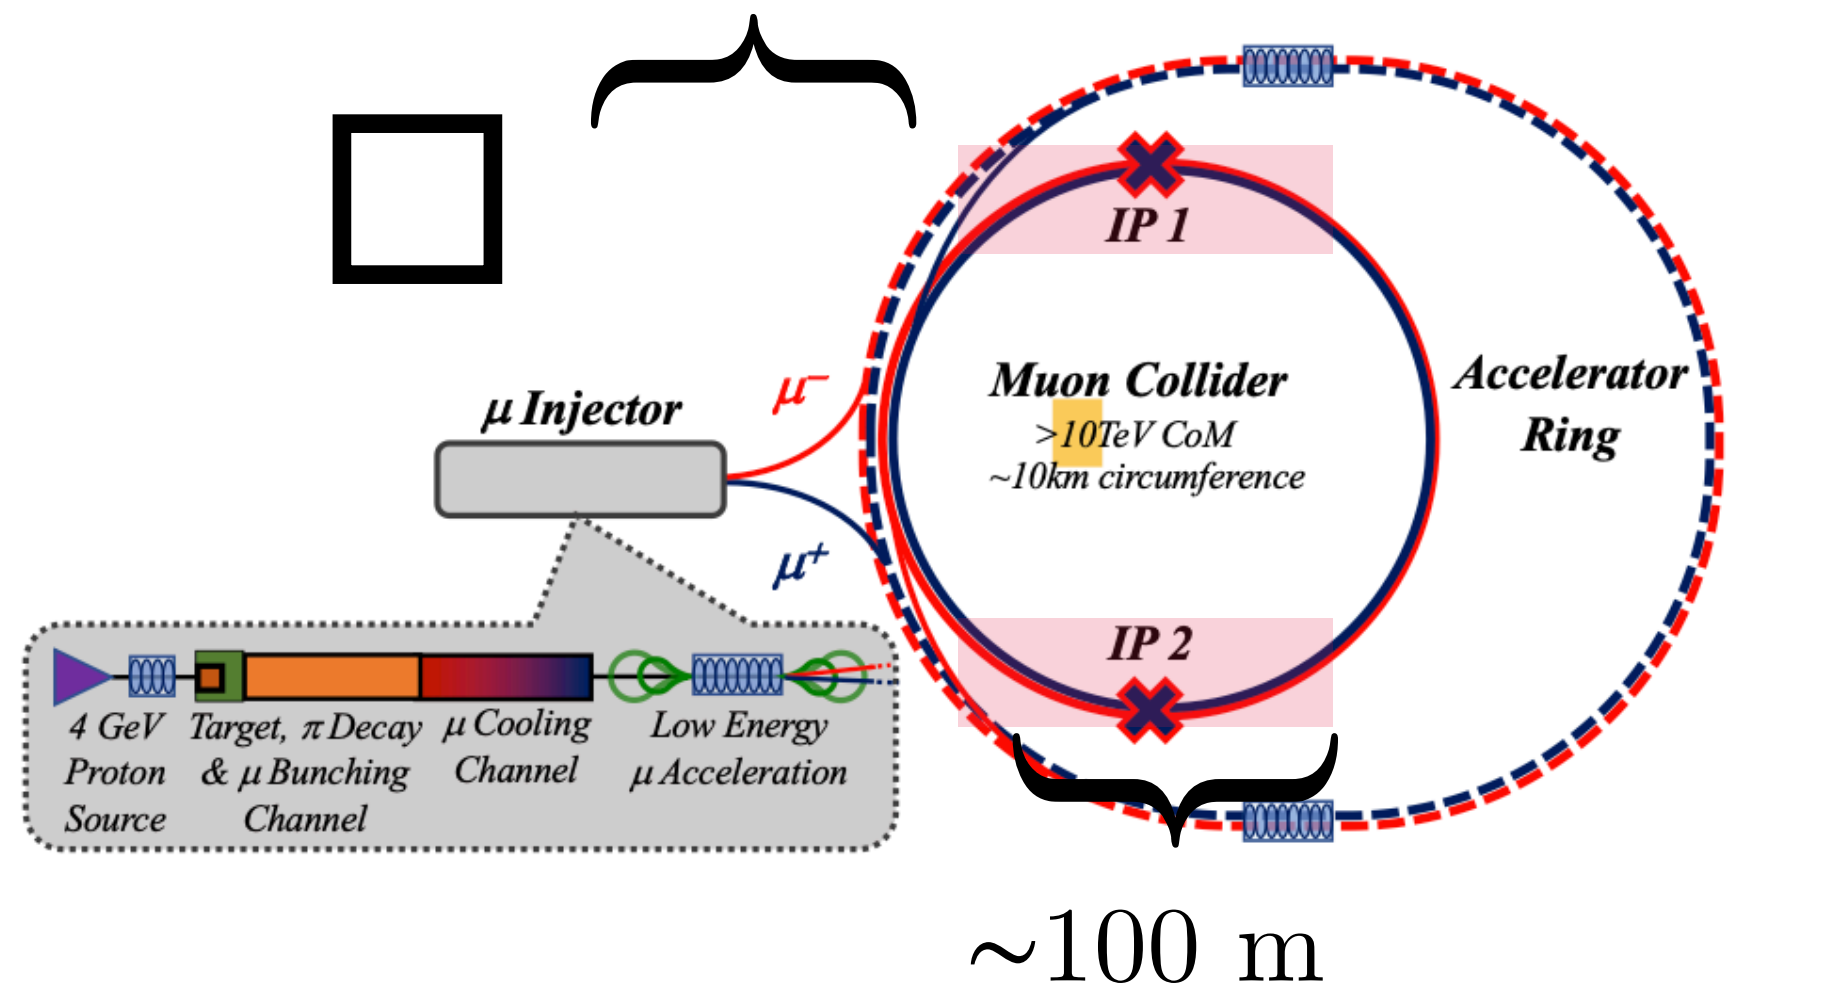 IP 1
Muon Collider
>10TeV CoM
~10km circumference
Accelerator
Ring
μ Injector
μ⁻
μ⁺
IP 2
4 GeV
Proton
Source
Target, π Decay
& μ Bunching
Channel
μ Cooling
Channel
Low Energy
μ Acceleration
~100 m